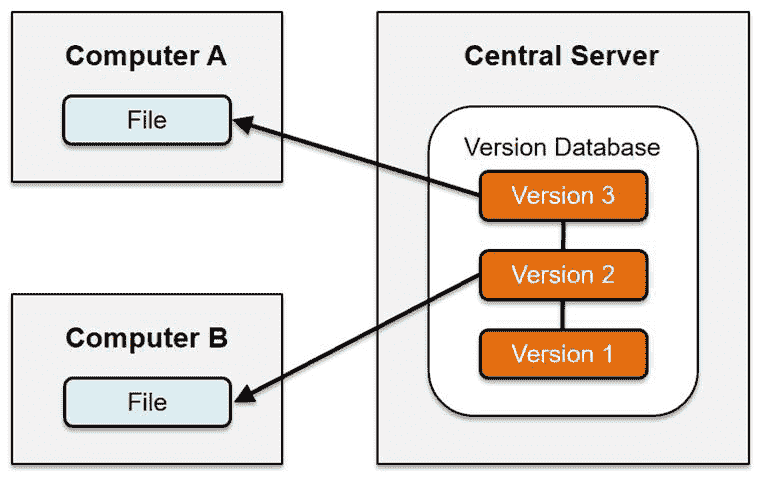 Computer A
File
Computer B
File
Central Server
Version Database
Version 3
Version 2
Version 1